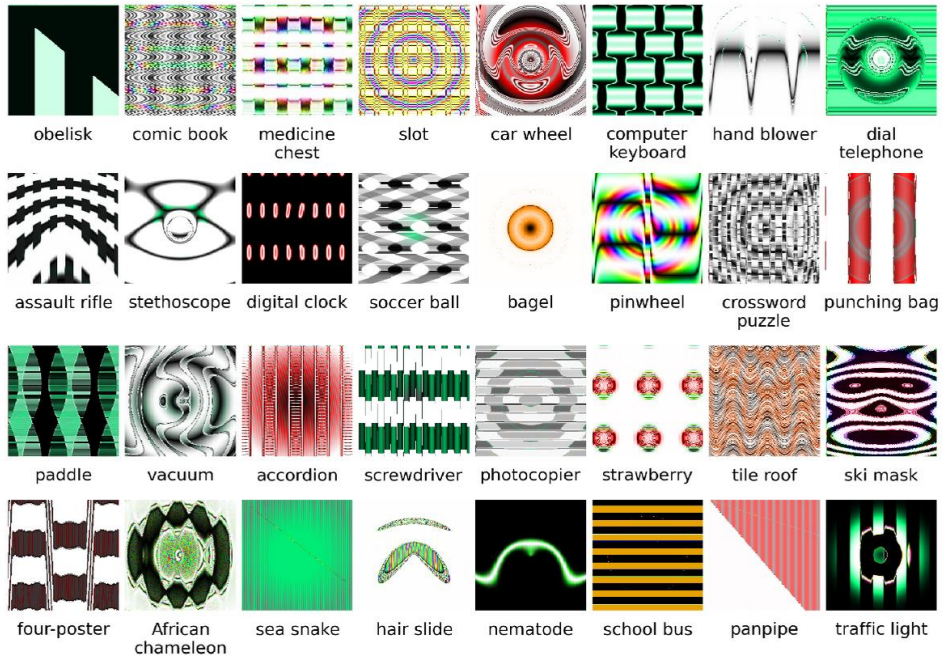 obelisk
comic book
medicine
chest
slot
car wheel
computer
keyboard
hand blower
dial
telephone
assault rifle
stethoscope
digital clock
soccer ball
bagel
pinwheel
crossword
puzzle
punching bag
paddle
vacuum
accordion
screwdriver
photocopier
strawberry
tile roof
ski mask
four-poster
African
chameleon
sea snake
hair slide
nematode
school bus
panpipe
traffic light